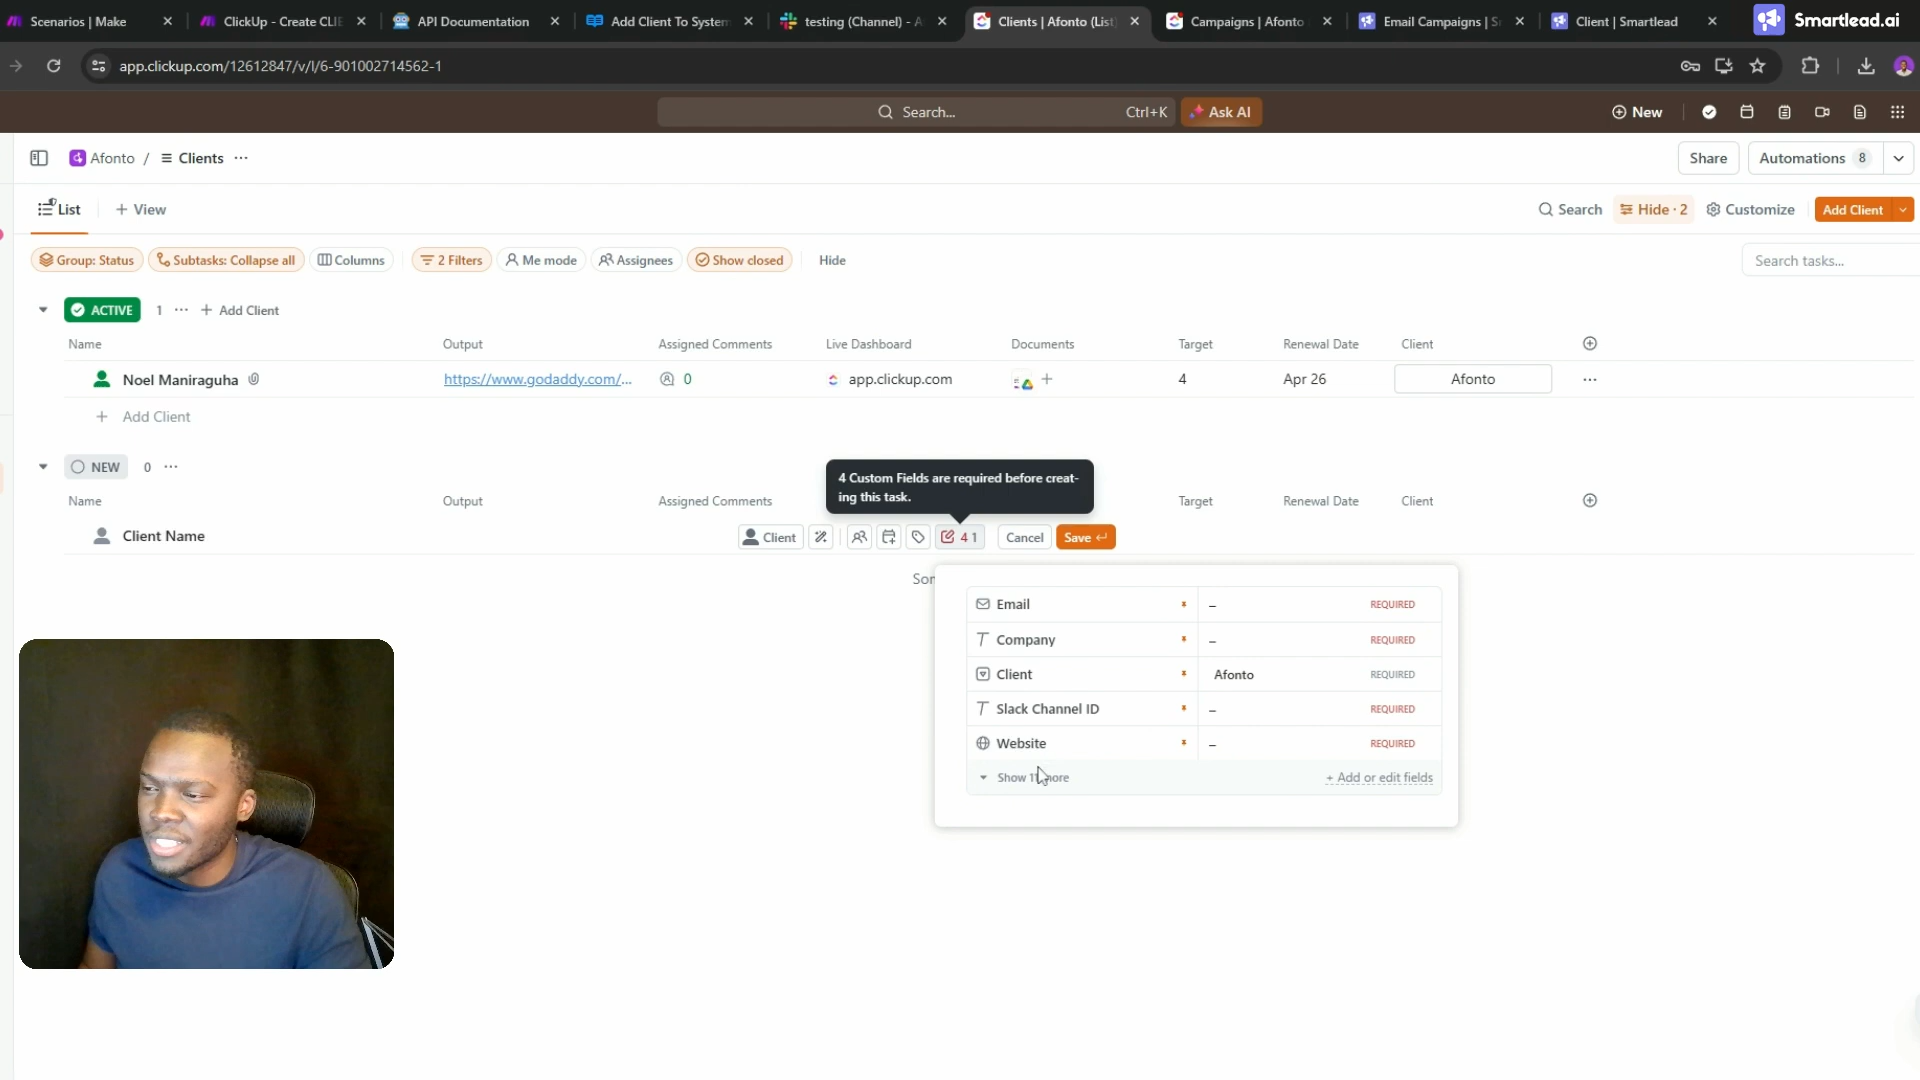 Scenarios | Make
ClickUp - Create CLIE
API Documentation
Add Client To System
testing (Channel) - A
Clients | Afonto (List
Campaigns | Afonto
Email Campaigns | S
Client | Smartlead
Smartlead.ai
app.clickup.com/12612847/v/l/6-901002714562-1
Search...
Ctrl+K
Ask AI
New
Afonto / Clients ...
Share
Automations 8
List
+ View
Search
Hide · 2
Customize
Add Client
Group: Status
Subtasks: Collapse all
Columns
2 Filters
Me mode
Assignees
Show closed
Hide
Search tasks...
ACTIVE 1 ... + Add Client
Name Output Assigned Comments Live Dashboard Documents Target Renewal Date Client
Noel Maniraguha https://www.godaddy.com/... 0 app.clickup.com + 4 Apr 26 Afonto ...
+ Add Client
NEW 0 ...
4 Custom Fields are required before creat-
ing this task.
Name Output Assigned Comments Target Renewal Date Client
Client Name
Client
4 1
Cancel
Save
Email – REQUIRED
Company – REQUIRED
Client Afonto REQUIRED
Slack Channel ID – REQUIRED
Website – REQUIRED
Show 11 more
+ Add or edit fields